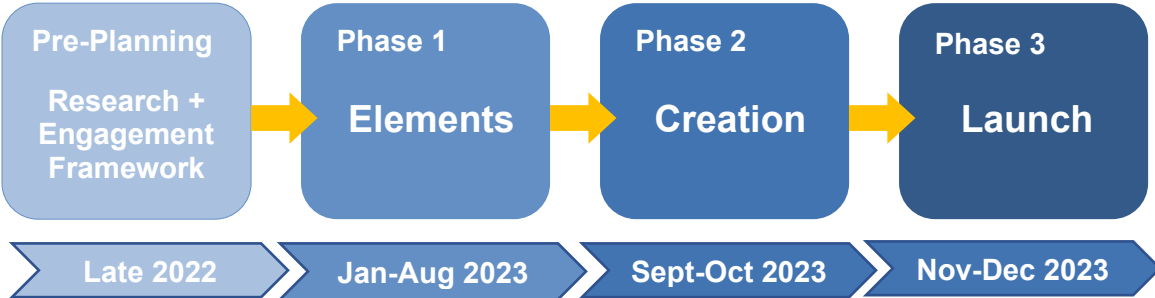 Pre-Planning
Research +
Engagement
Framework
Phase 1
Elements
Phase 2
Creation
Phase 3
Launch
Late 2022
Jan-Aug 2023
Sept-Oct 2023
Nov-Dec 2023